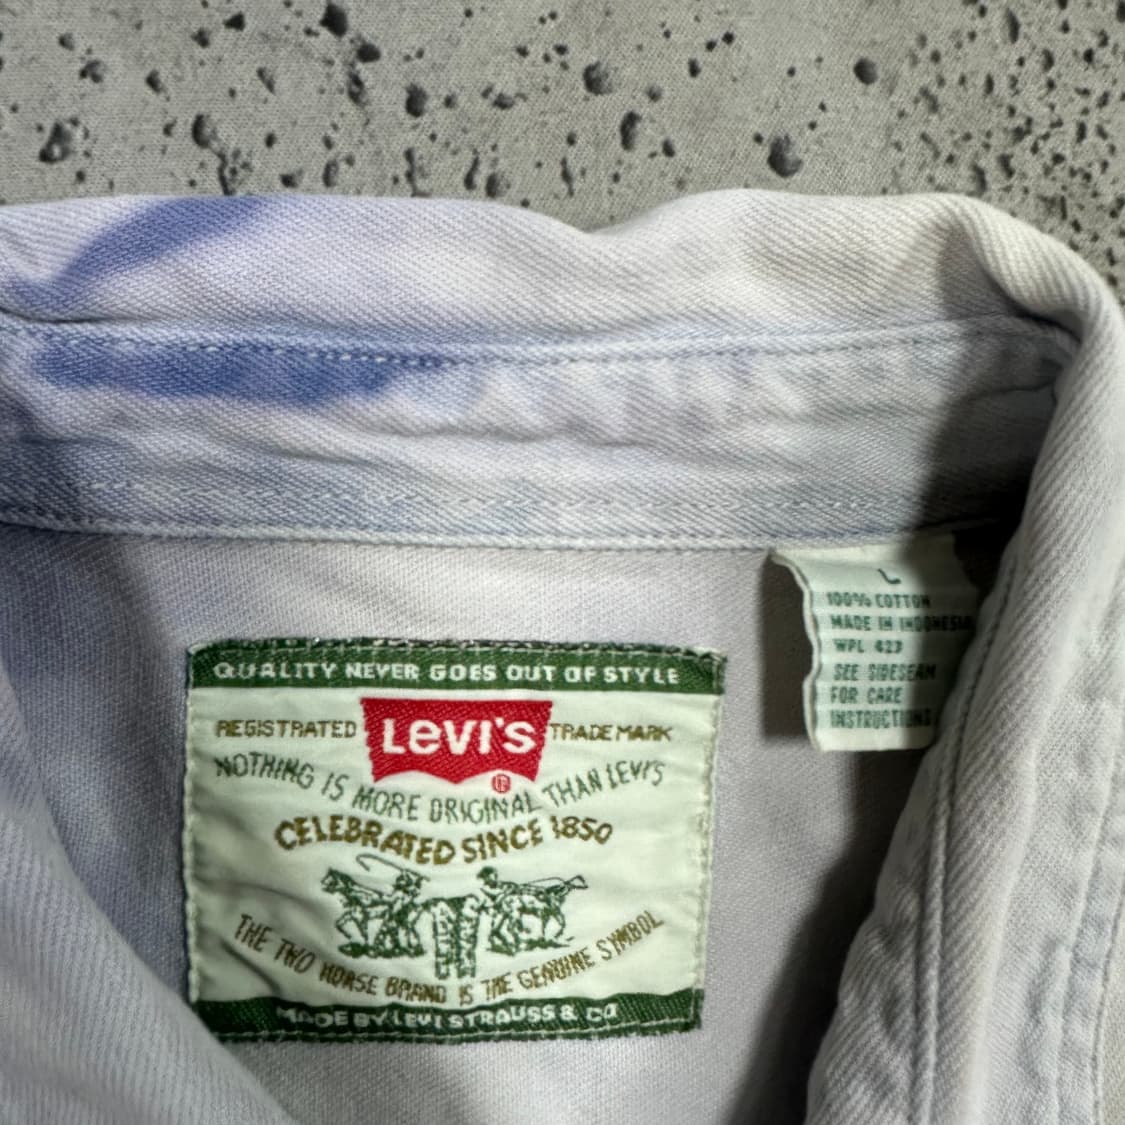 QUALITY NEVER GOES OUT OF STYLE
REGISTRATED Levi's TRADE MARK
®
NOTHING IS MORE ORIGINAL THAN LEVI'S
CELEBRATED SINCE 1850
THE TWO HORSE BRAND IS THE GENUINE SYMBOL
MADE BY LEVI STRAUSS & CO
L
100% COTTON
MADE IN INDONESIA
WPL 423
SEE SIDESEAM
FOR CARE
INSTRUCTIONS